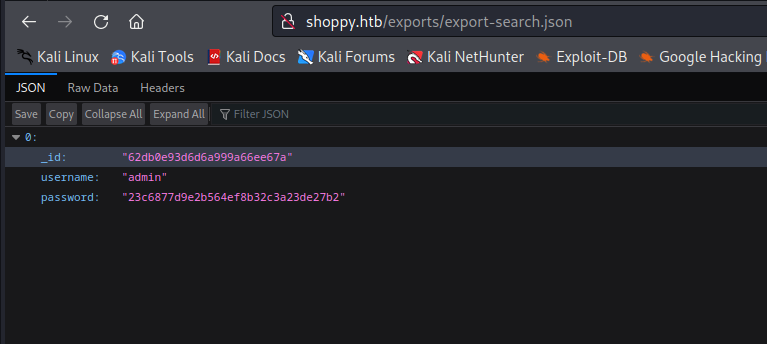 shoppy.htb/exports/export-search.json
Kali Linux Kali Tools Kali Docs Kali Forums Kali NetHunter Exploit-DB Google Hacking
JSON Raw Data Headers
Save Copy Collapse All Expand All Filter JSON
0:
_id: "62db0e93d6d6a999a66ee67a"
username: "admin"
password: "23c6877d9e2b564ef8b32c3a23de27b2"